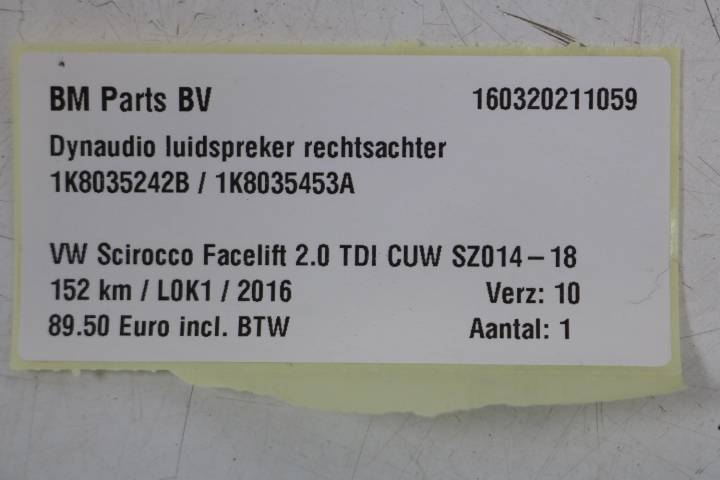 BM Parts BV 160320211059
Dynaudio luidspreker rechtsachter
1K8035242B / 1K8035453A
VW Scirocco Facelift 2.0 TDI CUW SZ014-18
152 km / L0K1 / 2016 Verz: 10
89.50 Euro incl. BTW Aantal: 1